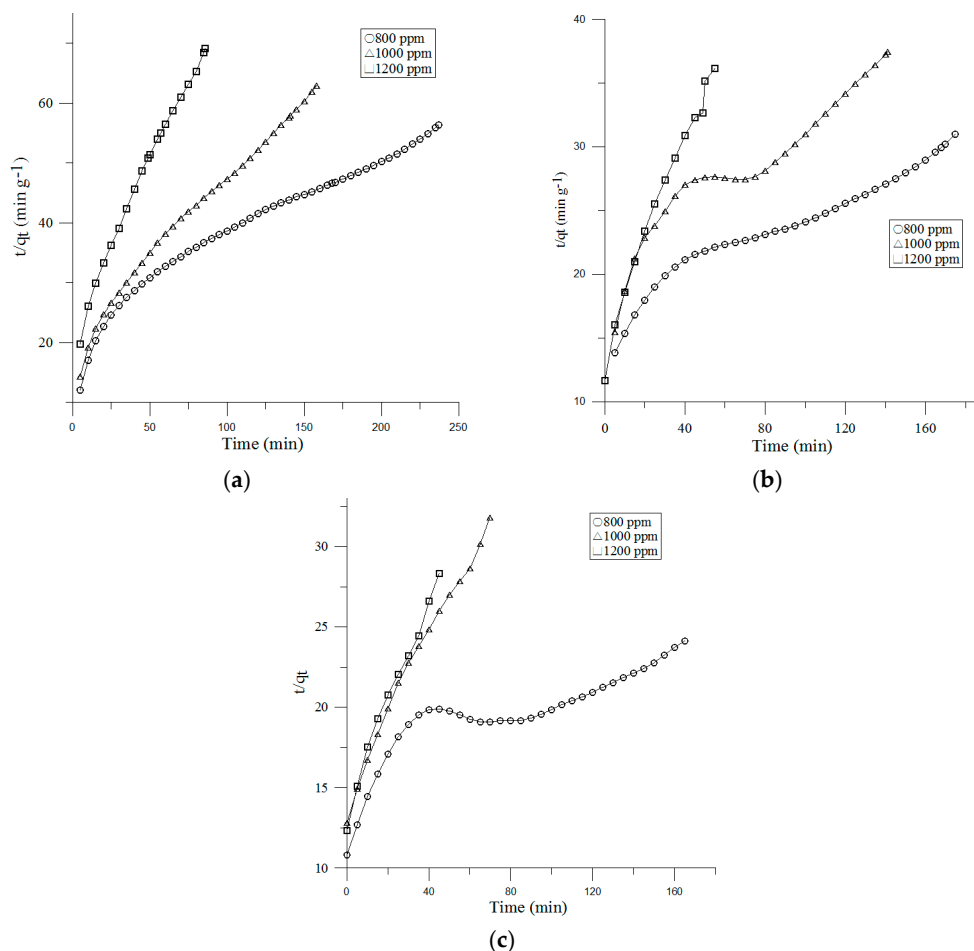 (a)
t/qt (min g⁻¹)
60
40
20
0
50
100
150
200
250
Time (min)
○800 ppm
△1000 ppm
□1200 ppm
(b)
t/qt (min g⁻¹)
40
30
20
10
0
40
80
120
160
Time (min)
○800 ppm
△1000 ppm
□1200 ppm
(c)
t/qt
30
25
20
15
10
0
40
80
120
160
Time (min)
○800 ppm
△1000 ppm
□1200 ppm